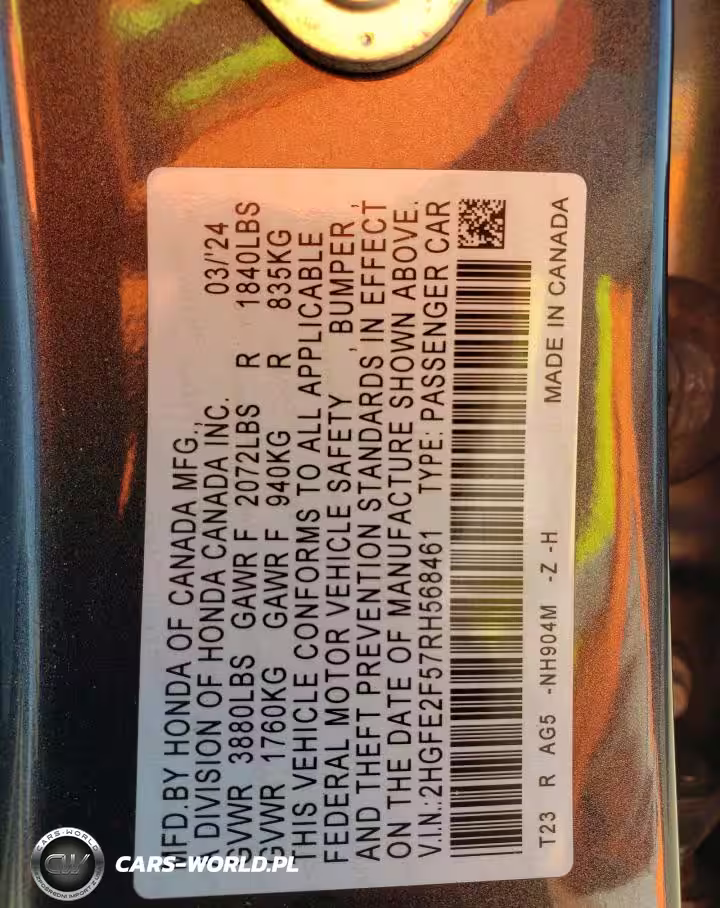 MFD.BY HONDA OF CANADA MFG.,
A DIVISION OF HONDA CANADA INC. 03/'24
GVWR 3880LBS GAWR F 2072LBS R 1840LBS
GVWR 1760KG GAWR F 940KG R 835KG
THIS VEHICLE CONFORMS TO ALL APPLICABLE
FEDERAL MOTOR VEHICLE SAFETY , BUMPER ,
AND THEFT PREVENTION STANDARDS IN EFFECT
ON THE DATE OF MANUFACTURE SHOWN ABOVE.
V.I.N.:2HGFE2F57RH568461 TYPE: PASSENGER CAR
T23 R AG5 -NH904M -Z -H MADE IN CANADA
CARS-WORLD
CW
CARS-WORLD.PL